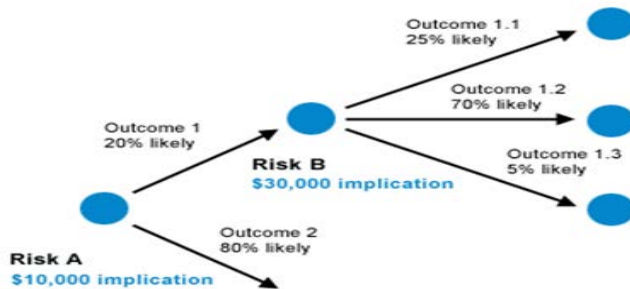 Outcome 1.1
25% likely
Outcome 1.2
70% likely
Outcome 1
20% likely
Outcome 1.3
5% likely
Risk B
$30,000 implication
Outcome 2
80% likely
Risk A
$10,000 implication